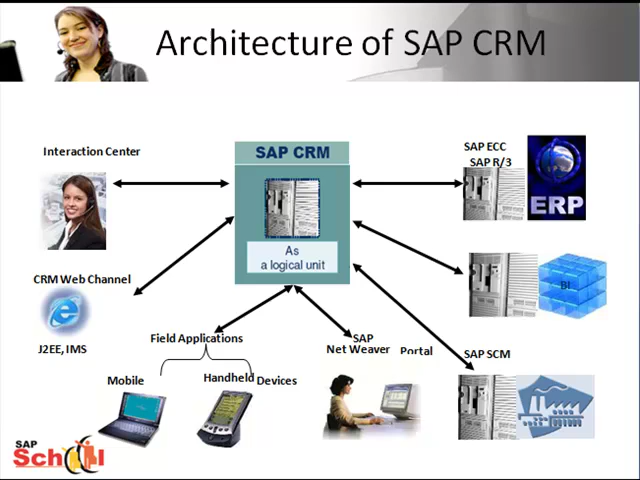 Architecture of SAP CRM
Interaction Center
SAP CRM
SAP ECC
SAP R/3
ERP
As
a logical unit
CRM Web Channel
BI
J2EE, IMS
Field Applications
Mobile
Handheld Devices
SAP
Net Weaver Portal
SAP SCM
SAP
School